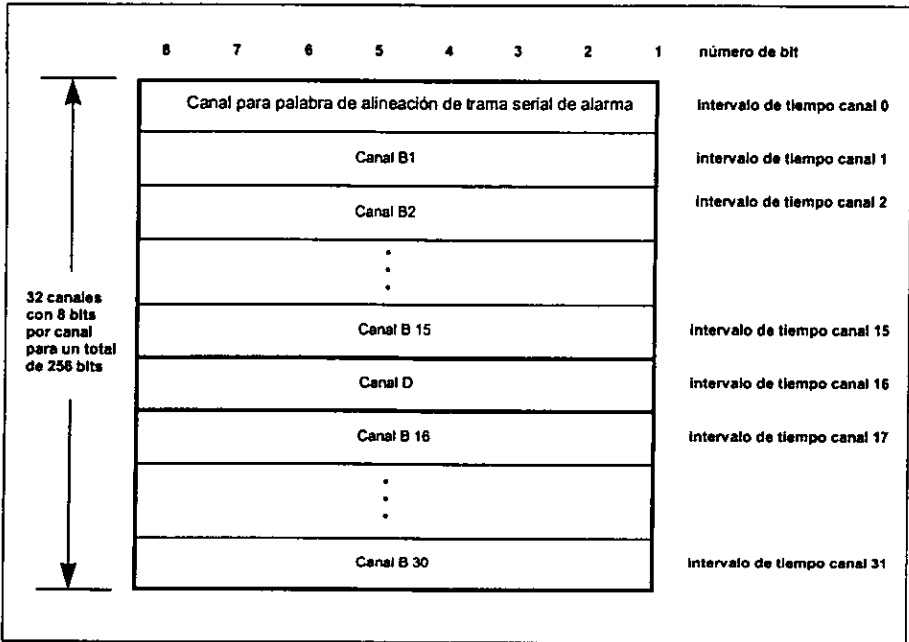 8 7 6 5 4 3 2 1 número de bit
Canal para palabra de alineación de trama serial de alarma
intervalo de tiempo canal 0
Canal B1
intervalo de tiempo canal 1
Canal B2
intervalo de tiempo canal 2
32 canales
con 8 bits
por canal
para un total
de 256 bits
Canal B 15
intervalo de tiempo canal 15
Canal D
intervalo de tiempo canal 16
Canal B 16
intervalo de tiempo canal 17
Canal B 30
intervalo de tiempo canal 31